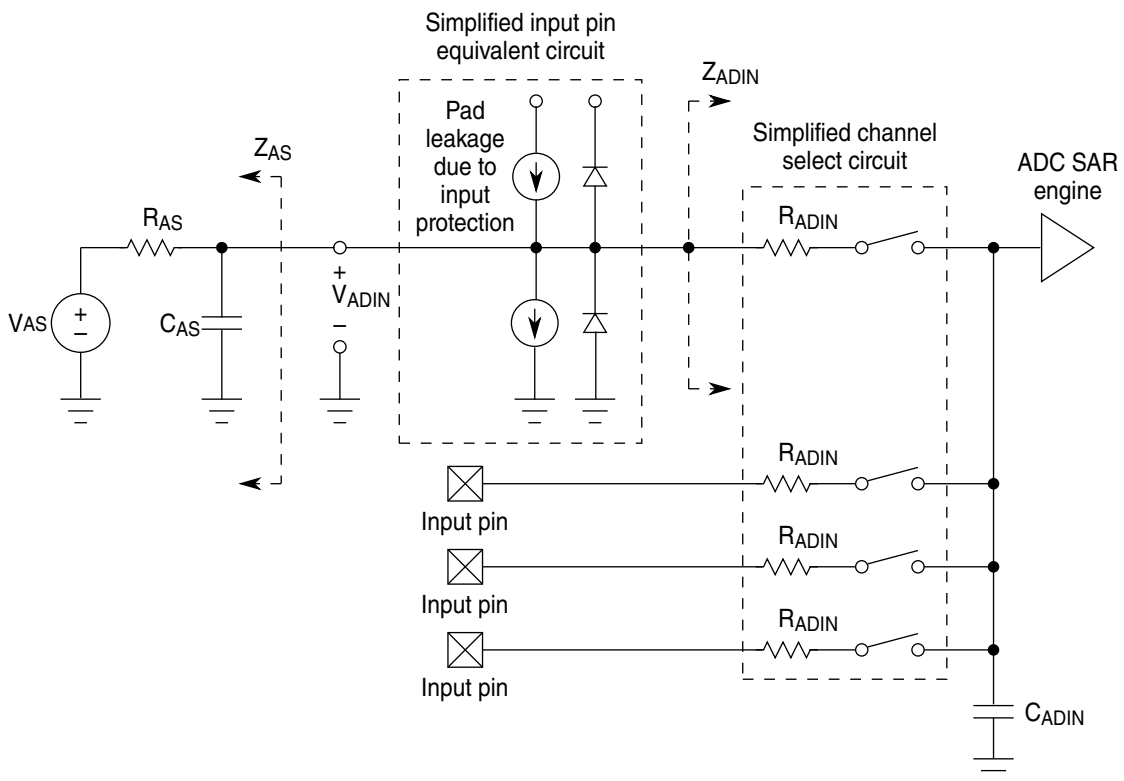 Simplified input pin
equivalent circuit
ZADIN
Pad
leakage
due to
input
protection
Simplified channel
select circuit
ADC SAR
engine
ZAS
RAS
RADIN
+
VADIN
–
VAS
+
–
CAS
RADIN
Input pin
RADIN
Input pin
RADIN
Input pin
CADIN